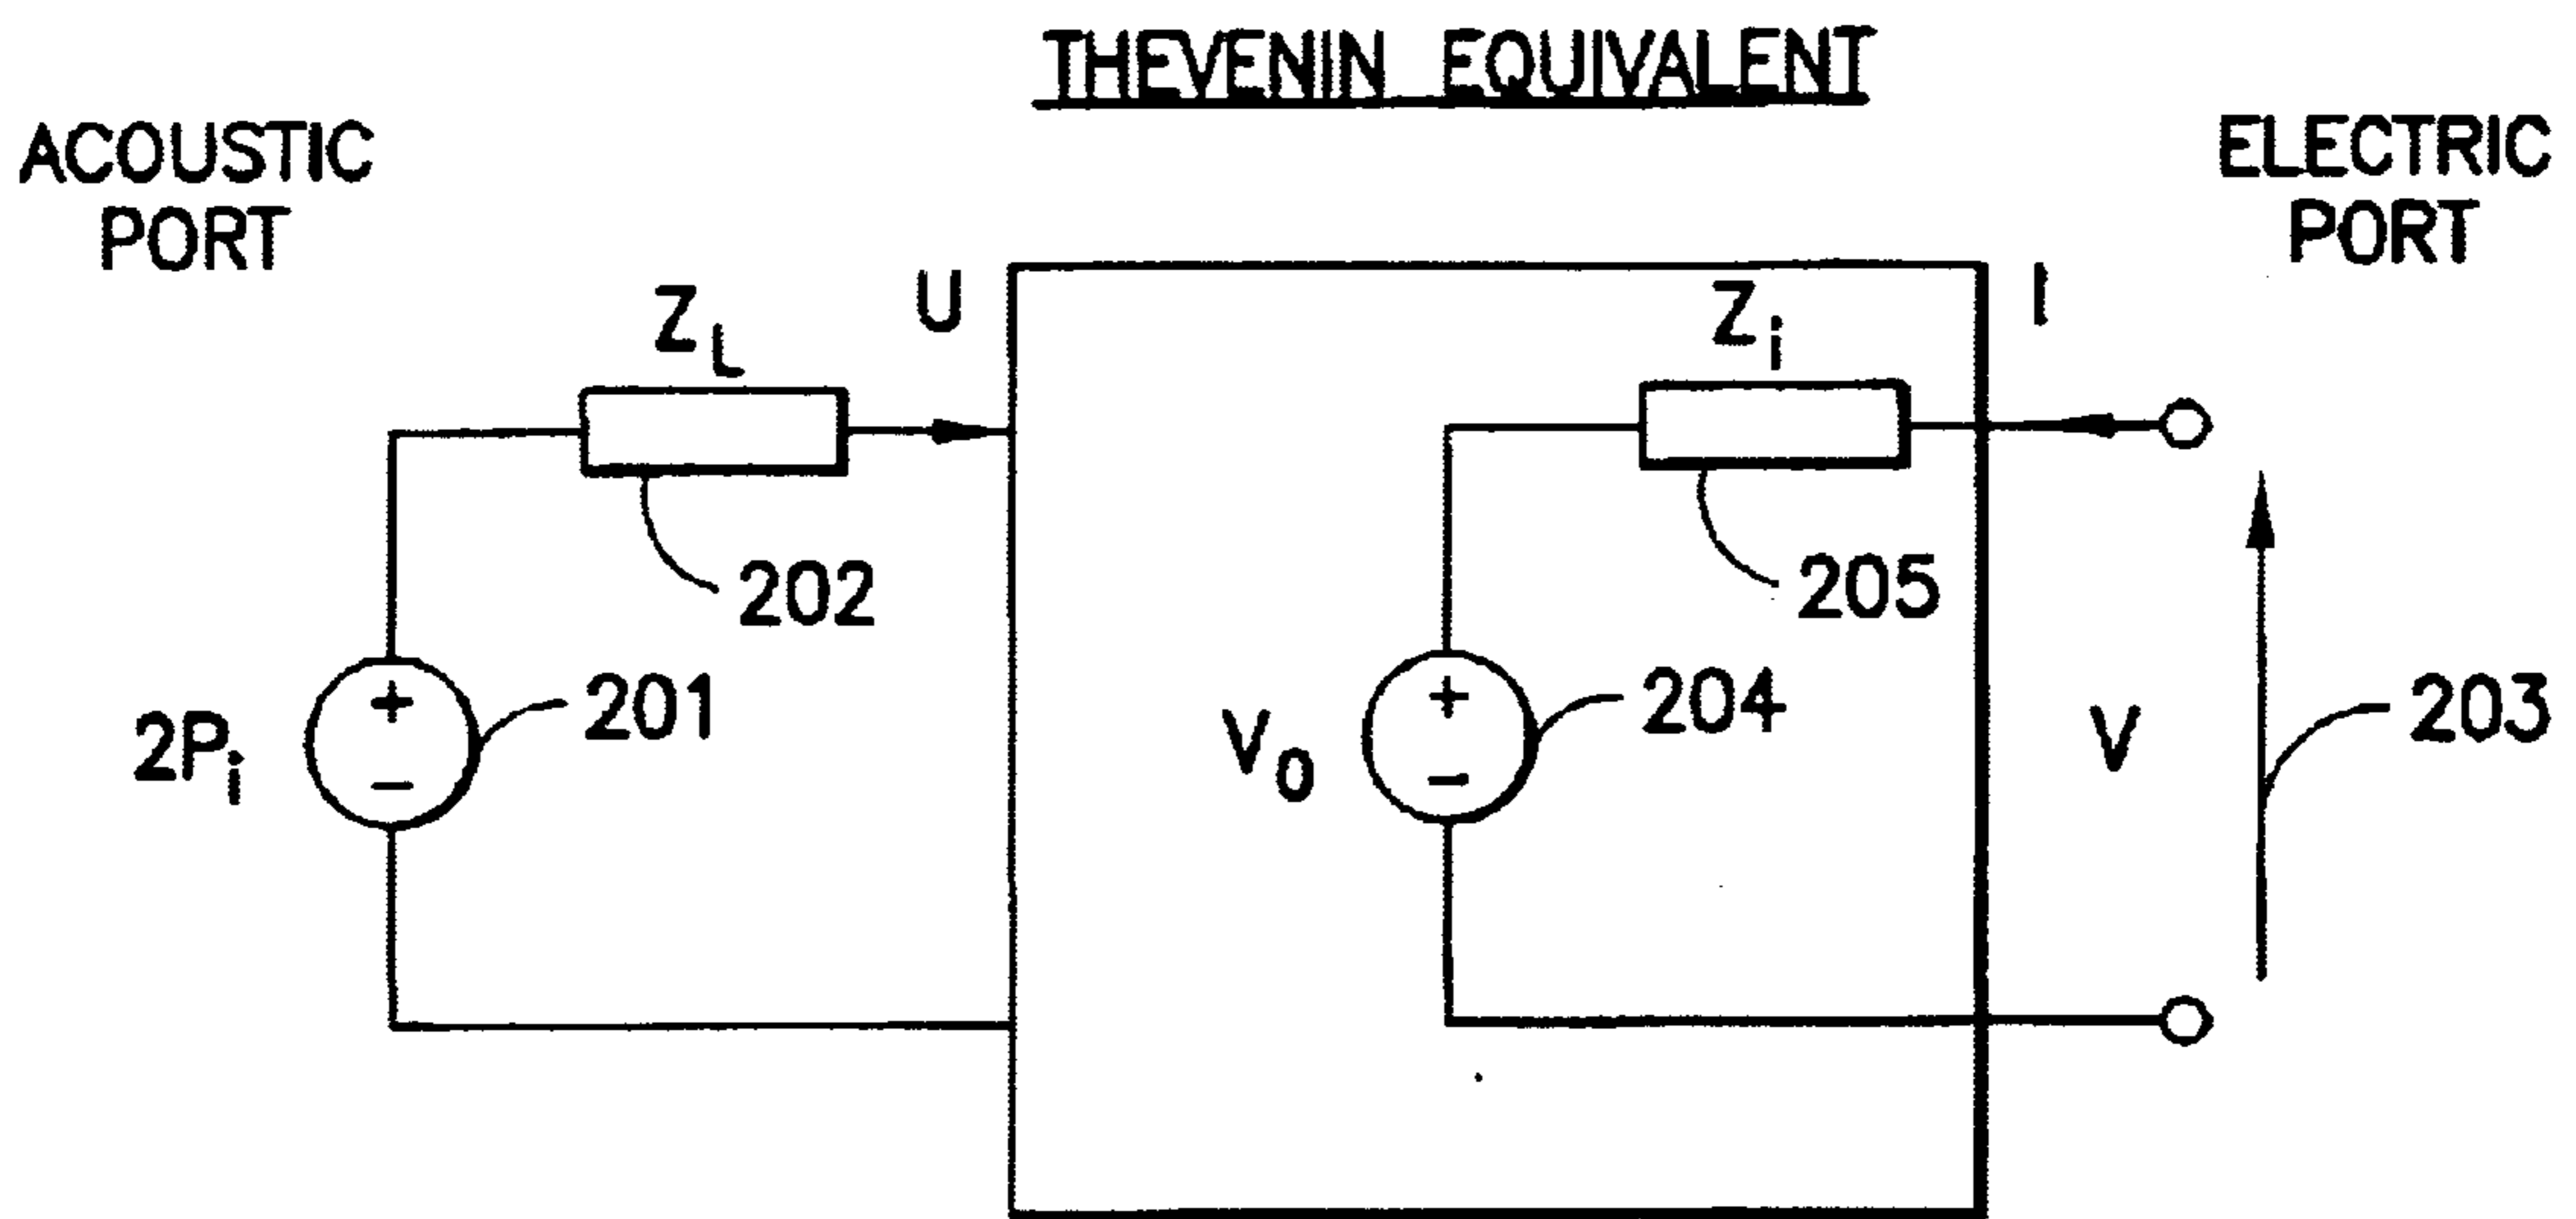 THEVENIN EQUIVALENT
ACOUSTIC
PORT
ELECTRIC
PORT
Z_L
U
Z_i
I
202
205
2P_i
+
−
201
V_0
+
−
204
V
203